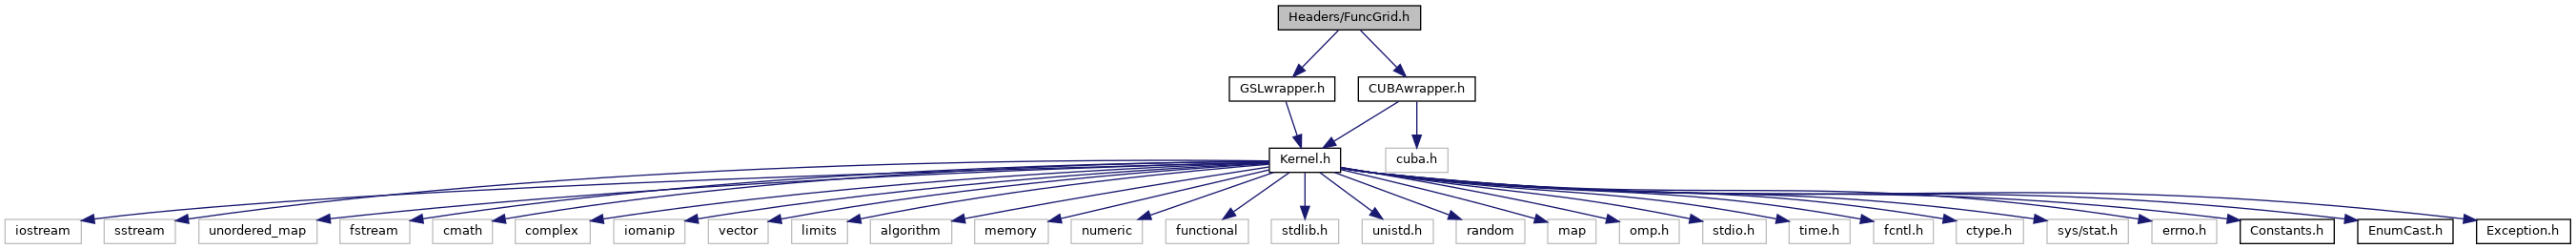 Headers/FuncGrid.h
GSLwrapper.h
CUBAwrapper.h
Kernel.h
cuba.h
iostream
sstream
unordered_map
fstream
cmath
complex
iomanip
vector
limits
algorithm
memory
numeric
functional
stdlib.h
unistd.h
random
map
omp.h
stdio.h
time.h
fcntl.h
ctype.h
sys/stat.h
errno.h
Constants.h
EnumCast.h
Exception.h